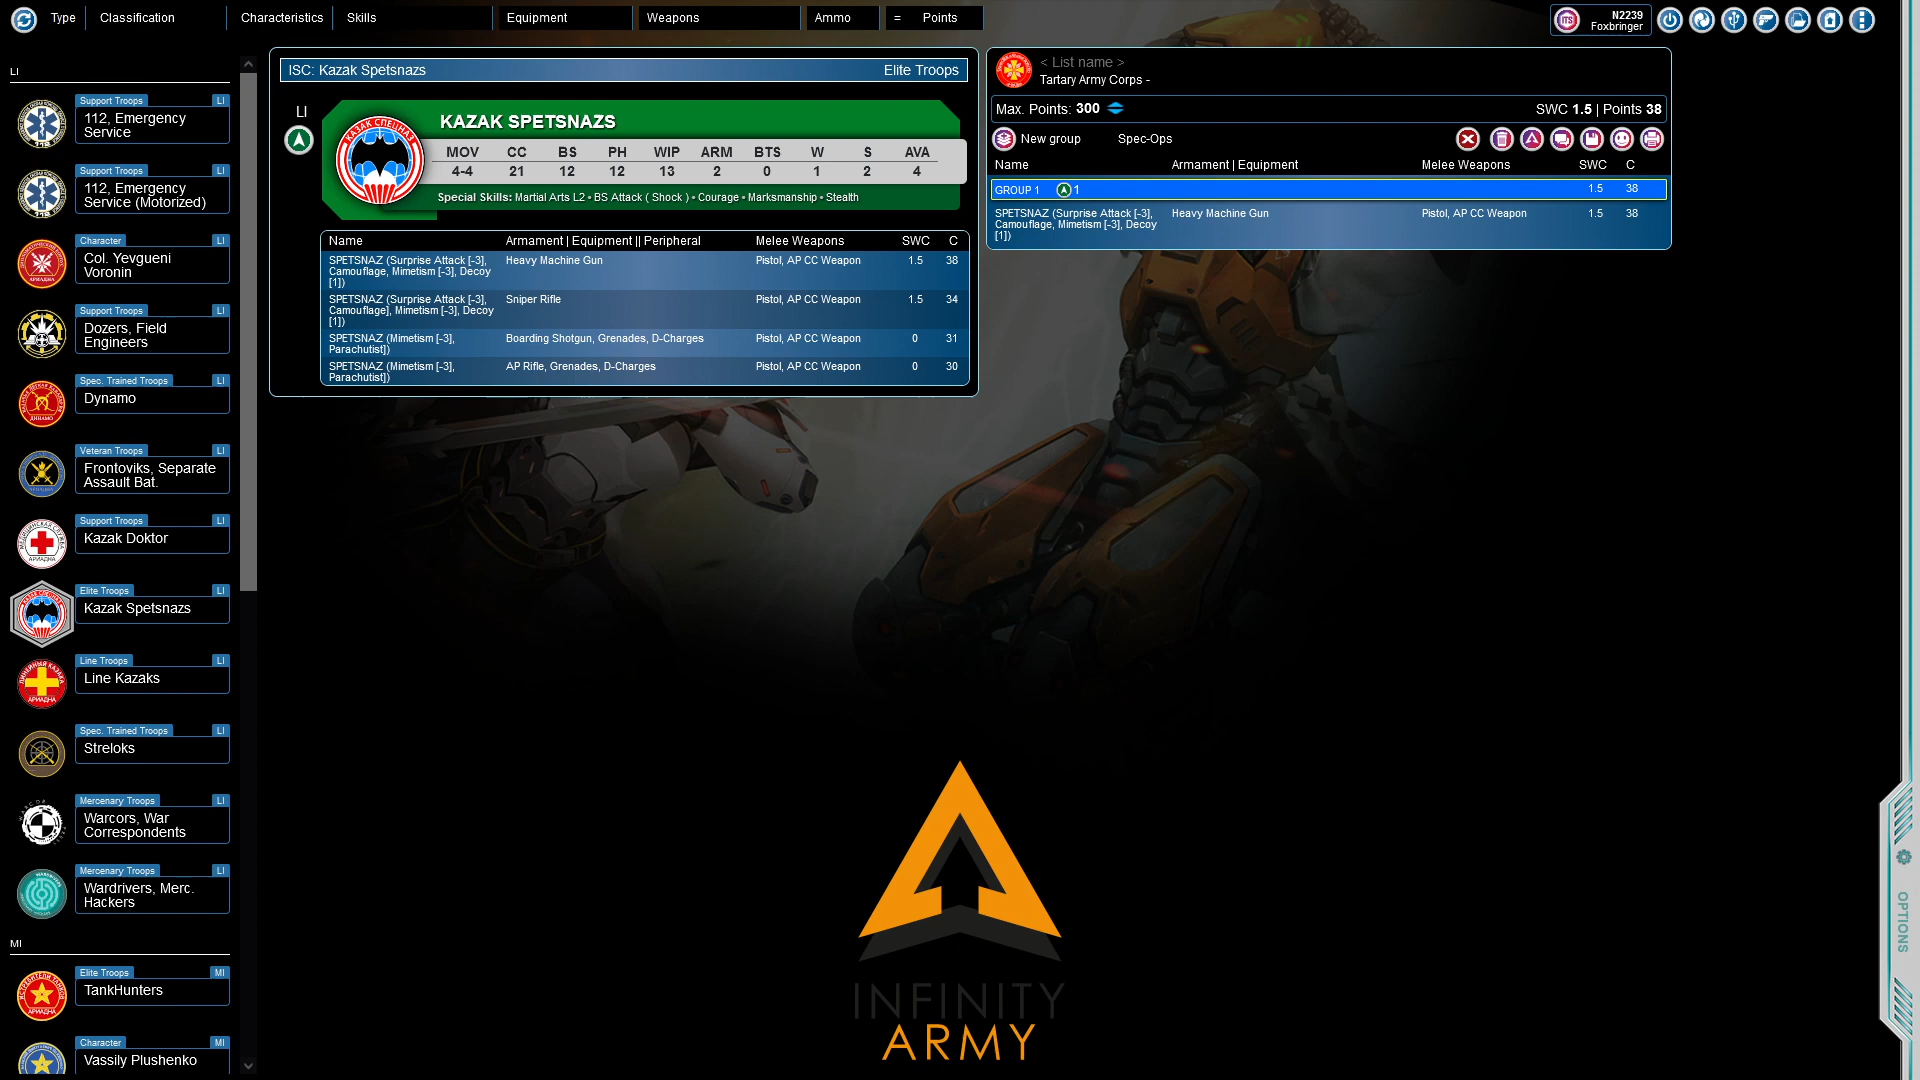 Type Classification Characteristics Skills Equipment Weapons Ammo = Points
ITS N2239
Foxbringer
LI
Support Troops LI
112, Emergency
Service
Support Troops LI
112, Emergency
Service (Motorized)
Character LI
Col. Yevgueni
Voronin
Support Troops LI
Dozers, Field
Engineers
Spec. Trained Troops LI
Dynamo
Veteran Troops LI
Frontoviks, Separate
Assault Bat.
Support Troops LI
Kazak Doktor
Elite Troops LI
Kazak Spetsnazs
Line Troops LI
Line Kazaks
Spec. Trained Troops LI
Streloks
Mercenary Troops LI
Warcors, War
Correspondents
Mercenary Troops LI
Wardrivers, Merc.
Hackers
MI
Elite Troops MI
TankHunters
Character MI
Vassily Plushenko
ISC: Kazak Spetsnazs Elite Troops
LI
КАЗАК СПЕЦНАЗ
KAZAK SPETSNAZS
MOV CC BS PH WIP ARM BTS W S AVA
4-4 21 12 12 13 2 0 1 2 4
Special Skills: Martial Arts L2 • BS Attack ( Shock ) • Courage • Marksmanship • Stealth
Name Armament | Equipment || Peripheral Melee Weapons SWC C
SPETSNAZ (Surprise Attack [-3], Heavy Machine Gun Pistol, AP CC Weapon 1.5 38
Camouflage, Mimetism [-3], Decoy
[1])
SPETSNAZ (Surprise Attack [-3], Sniper Rifle Pistol, AP CC Weapon 1.5 34
Camouflage], Mimetism [-3], Decoy
[1])
SPETSNAZ (Mimetism [-3], Boarding Shotgun, Grenades, D-Charges Pistol, AP CC Weapon 0 31
Parachutist])
SPETSNAZ (Mimetism [-3], AP Rifle, Grenades, D-Charges Pistol, AP CC Weapon 0 30
Parachutist])
< List name >
Tartary Army Corps -
Max. Points: 300 SWC 1.5 | Points 38
New group Spec-Ops
Name Armament | Equipment Melee Weapons SWC C
GROUP 1 1 1.5 38
SPETSNAZ (Surprise Attack [-3], Heavy Machine Gun Pistol, AP CC Weapon 1.5 38
Camouflage, Mimetism [-3], Decoy
[1])
OPTIONS
INFINITY
ARMY